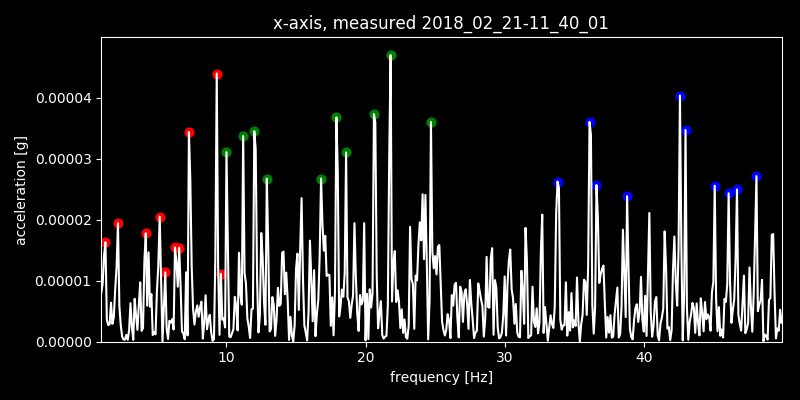 x-axis, measured 2018_02_21-11_40_01
acceleration [g]
0.00004
0.00003
0.00002
0.00001
0.00000
10 20 30 40
frequency [Hz]